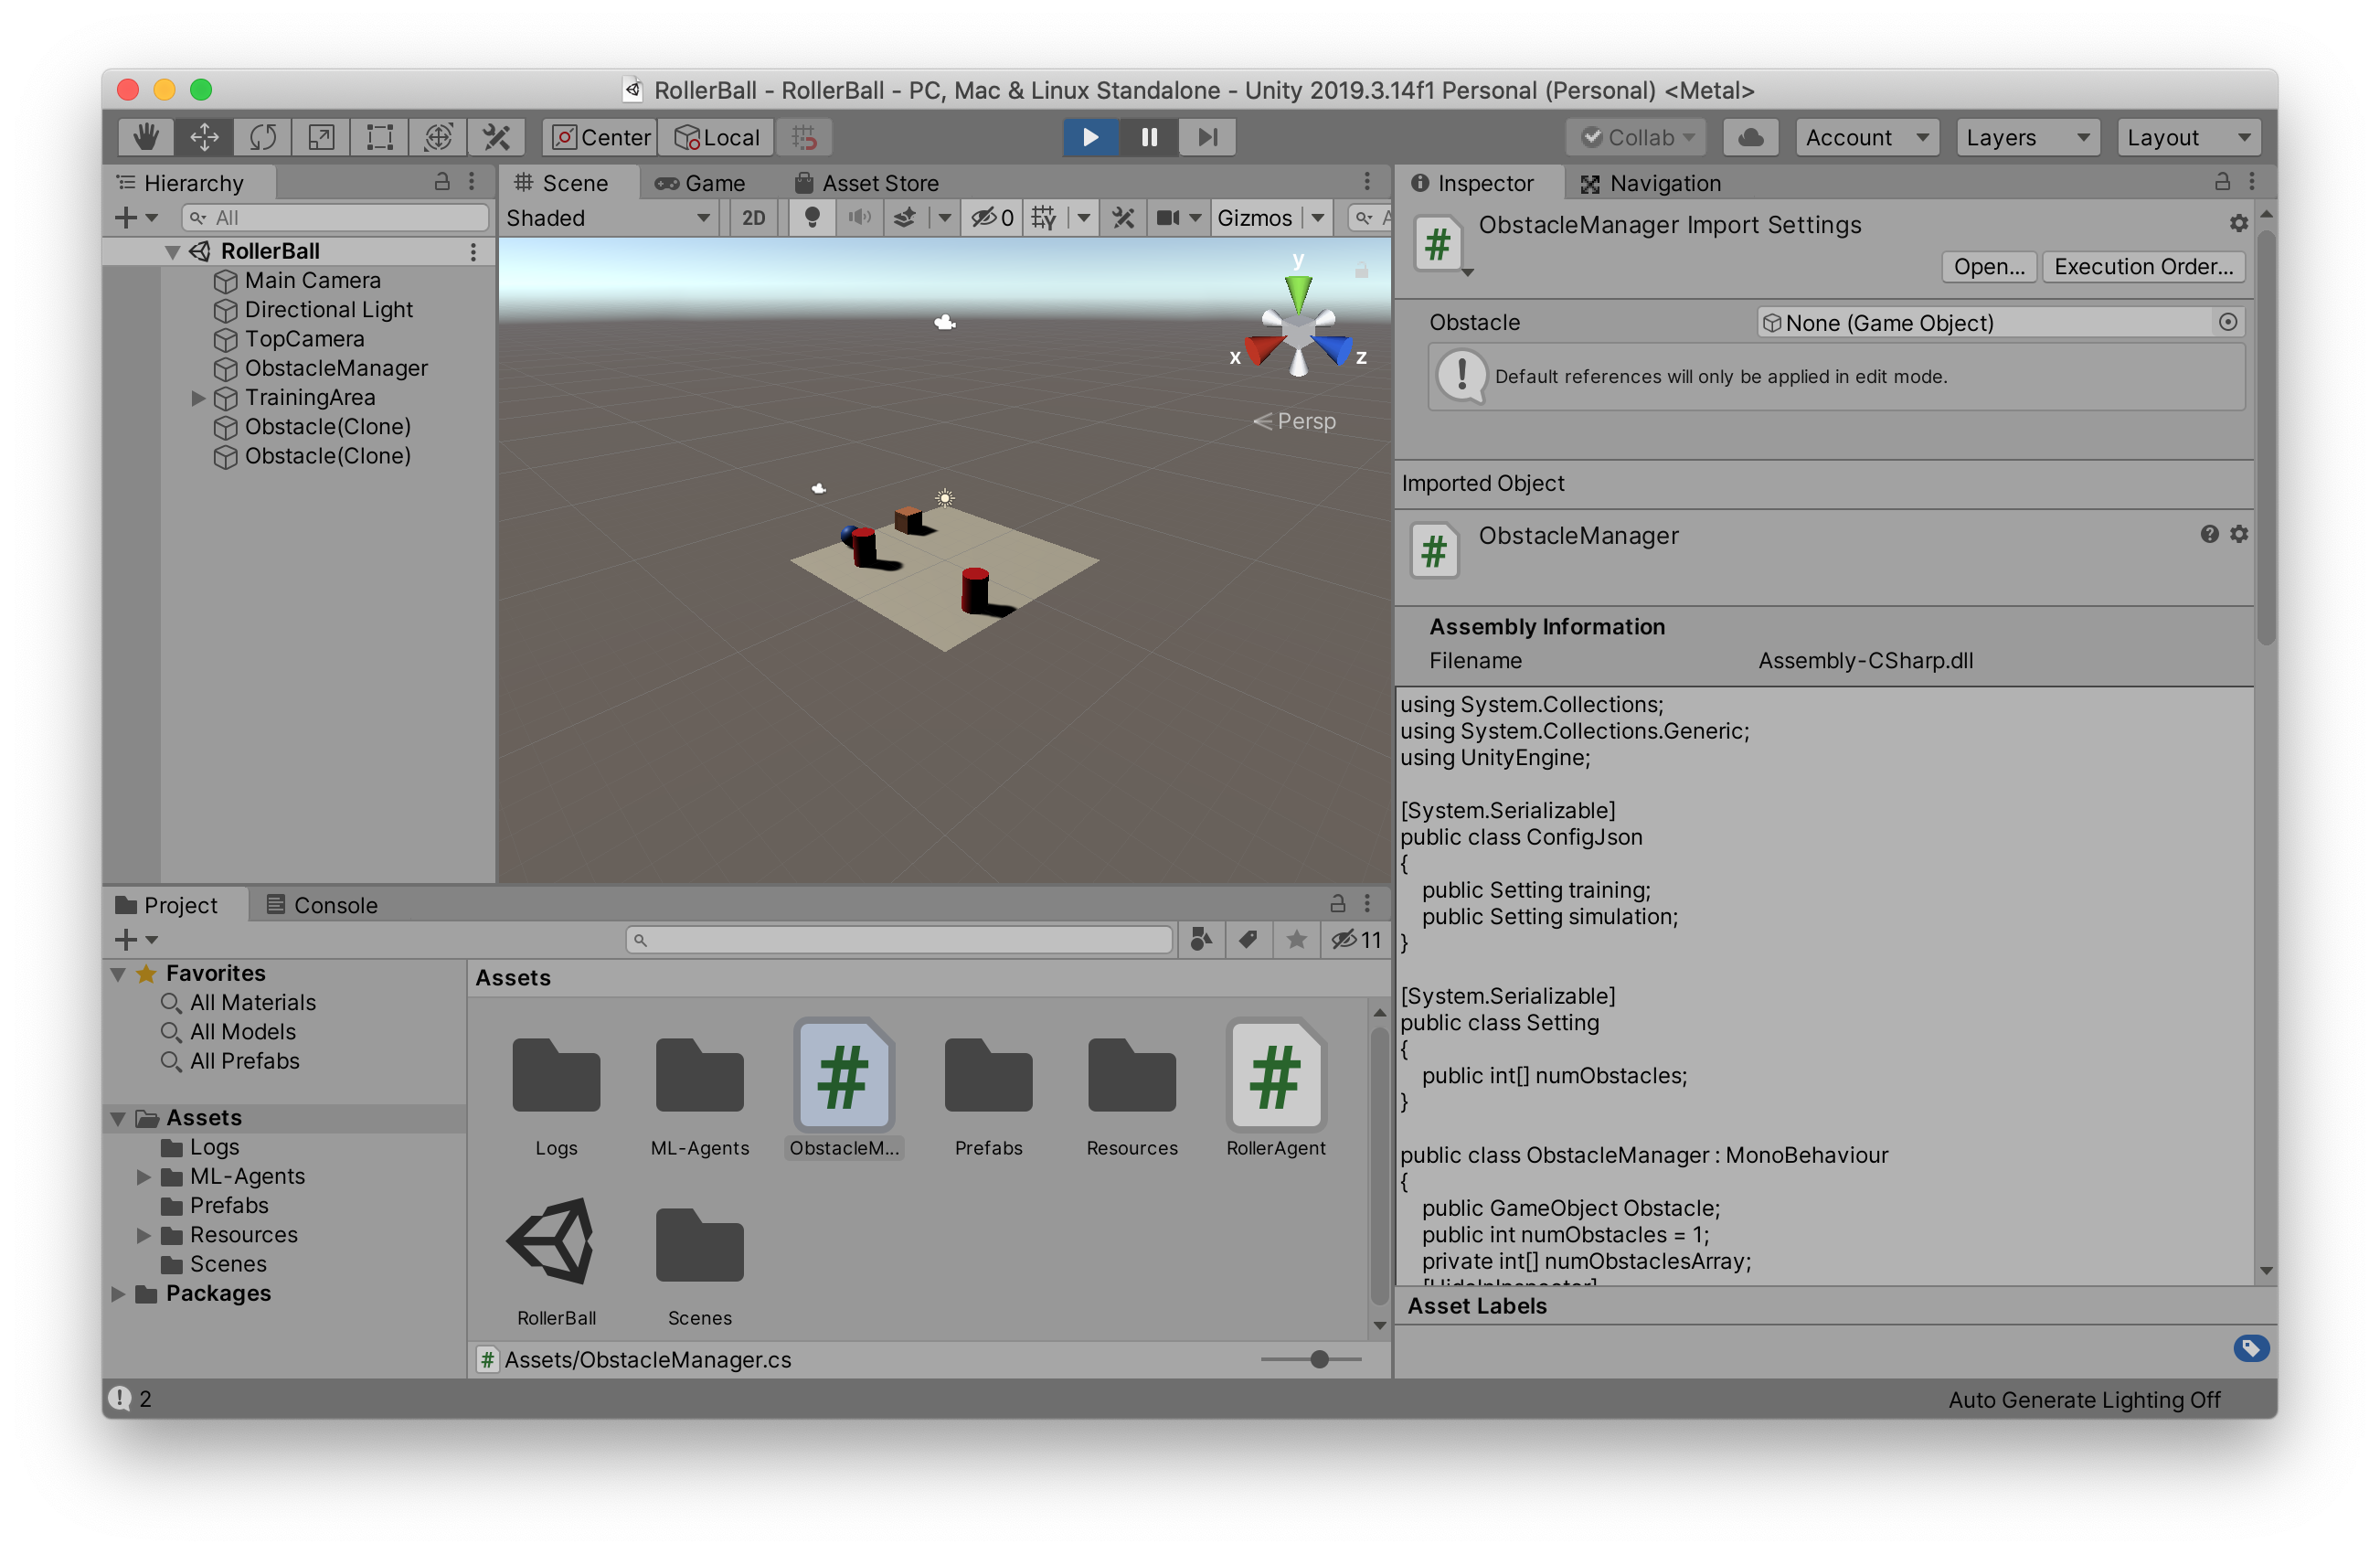 RollerBall - RollerBall - PC, Mac & Linux Standalone - Unity 2019.3.14f1 Personal (Personal) <Metal>
Center
Local
Collab
Account
Layers
Layout
Hierarchy
All
RollerBall
Main Camera
Directional Light
TopCamera
ObstacleManager
TrainingArea
Obstacle(Clone)
Obstacle(Clone)
Scene
Game
Asset Store
Shaded
2D
0
Gizmos
y
x
z
Persp
Inspector
Navigation
ObstacleManager Import Settings
Open...
Execution Order...
Obstacle
None (Game Object)
Default references will only be applied in edit mode.
Imported Object
ObstacleManager
Assembly Information
Filename
Assembly-CSharp.dll
using System.Collections;
using System.Collections.Generic;
using UnityEngine;
[System.Serializable]
public class ConfigJson
{
public Setting training;
public Setting simulation;
}
[System.Serializable]
public class Setting
{
public int[] numObstacles;
}
public class ObstacleManager : MonoBehaviour
{
public GameObject Obstacle;
public int numObstacles = 1;
private int[] numObstaclesArray;
Asset Labels
Project
Console
11
Favorites
All Materials
All Models
All Prefabs
Assets
Logs
ML-Agents
Prefabs
Resources
Scenes
Packages
Assets
Logs
ML-Agents
ObstacleM...
Prefabs
Resources
RollerAgent
RollerBall
Scenes
Assets/ObstacleManager.cs
2
Auto Generate Lighting Off